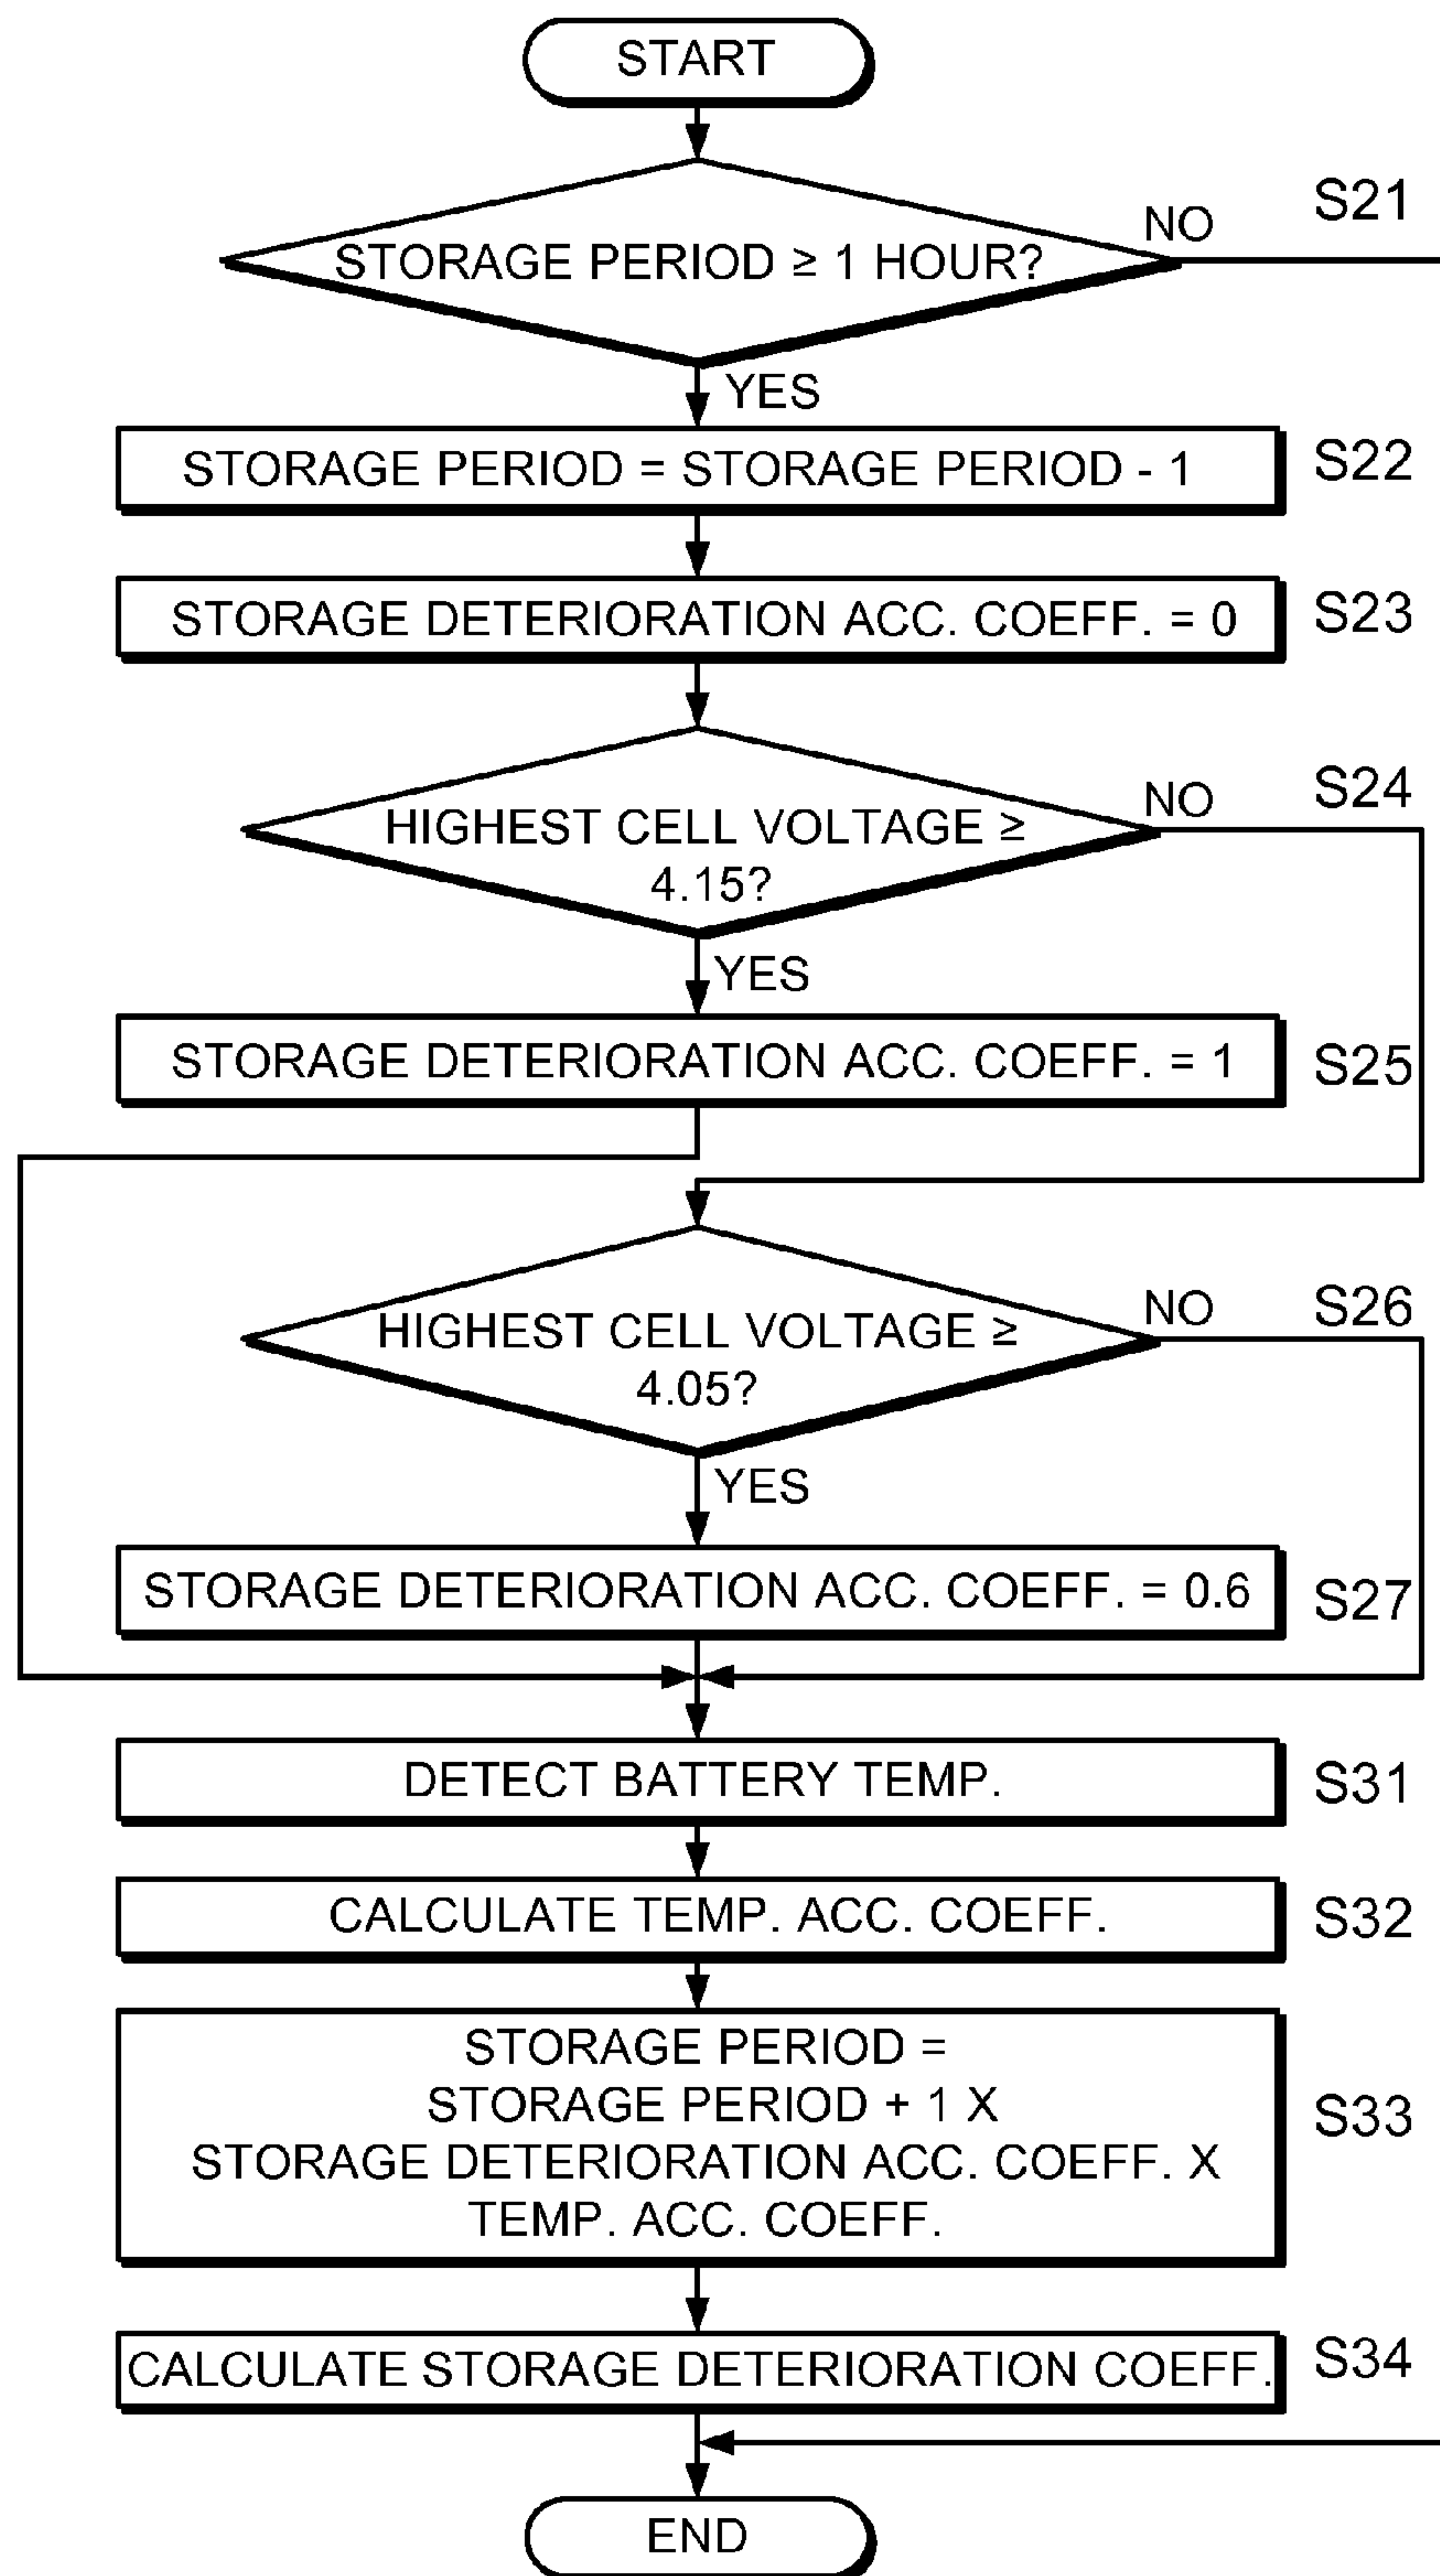 START
STORAGE PERIOD ≥ 1 HOUR?
NO
S21
YES
STORAGE PERIOD = STORAGE PERIOD - 1
S22
STORAGE DETERIORATION ACC. COEFF. = 0
S23
HIGHEST CELL VOLTAGE ≥
4.15?
NO
S24
YES
STORAGE DETERIORATION ACC. COEFF. = 1
S25
HIGHEST CELL VOLTAGE ≥
4.05?
NO
S26
YES
STORAGE DETERIORATION ACC. COEFF. = 0.6
S27
DETECT BATTERY TEMP.
S31
CALCULATE TEMP. ACC. COEFF.
S32
STORAGE PERIOD =
STORAGE PERIOD + 1 X
STORAGE DETERIORATION ACC. COEFF. X
TEMP. ACC. COEFF.
S33
CALCULATE STORAGE DETERIORATION COEFF.
S34
END